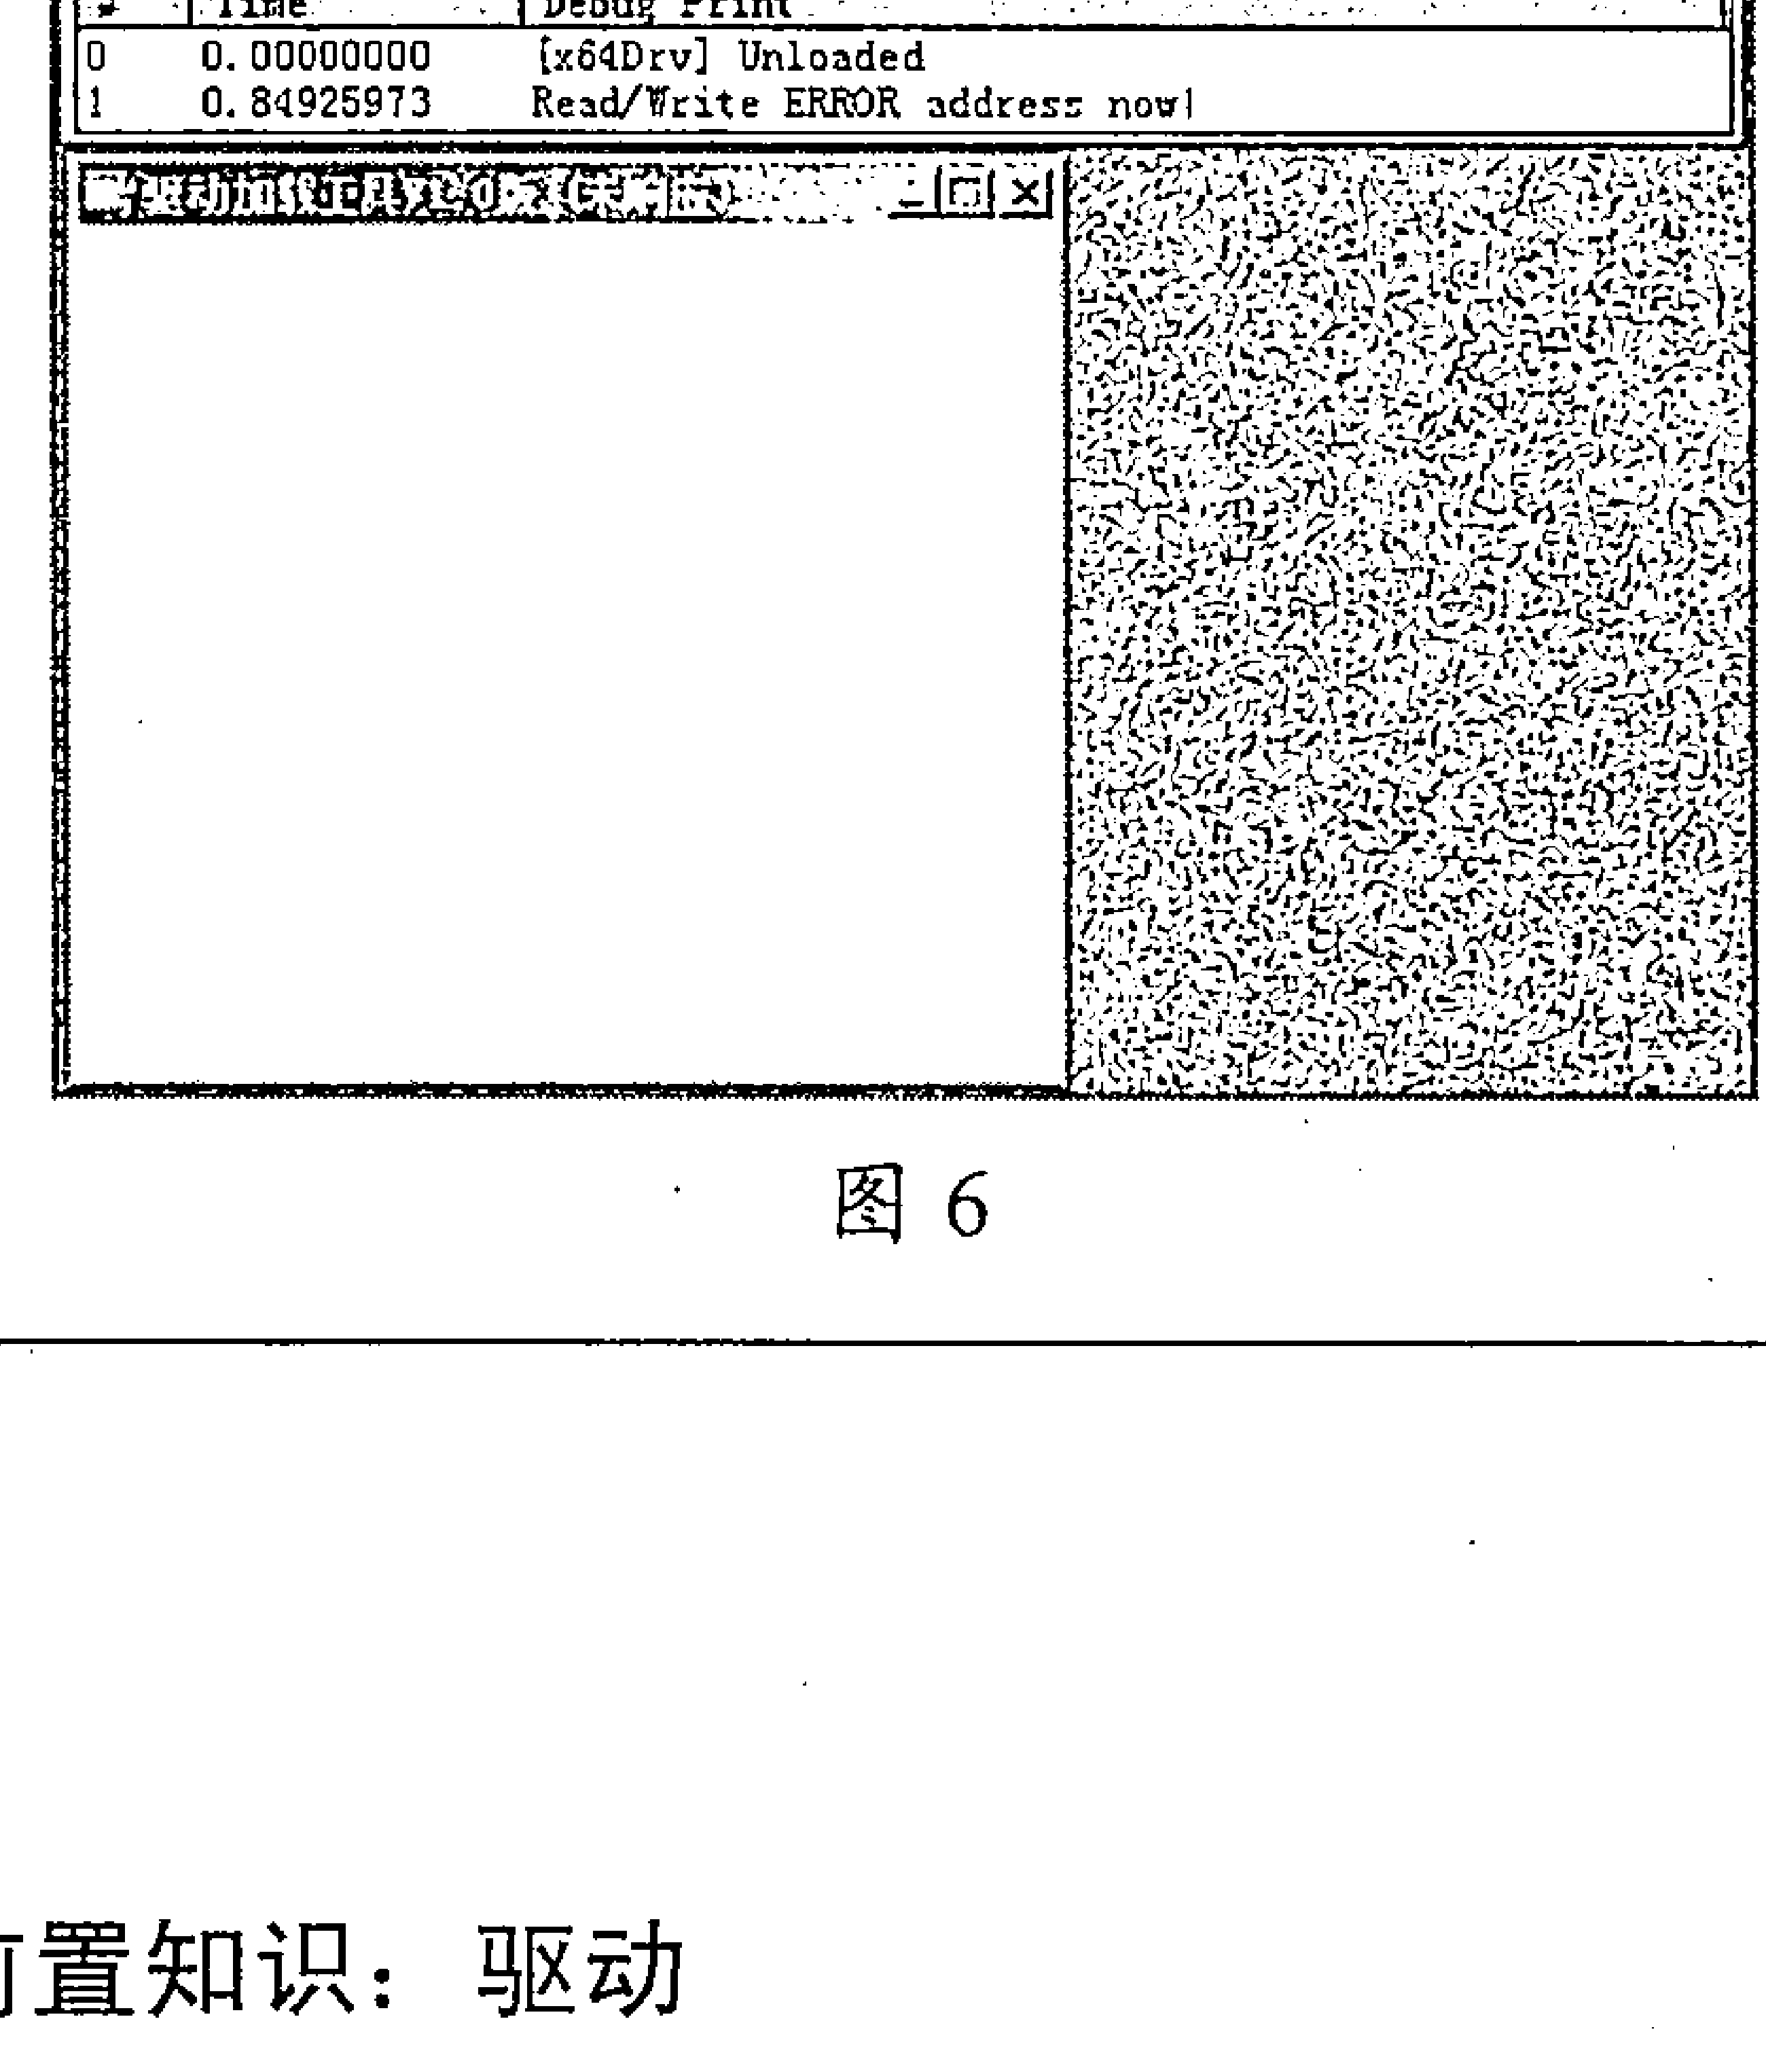 # Time Debug Print
0 0.00000000 [x64Drv] Unloaded
1 0.84925973 Read/Write ERROR address now!
图 6
前置知识：驱动